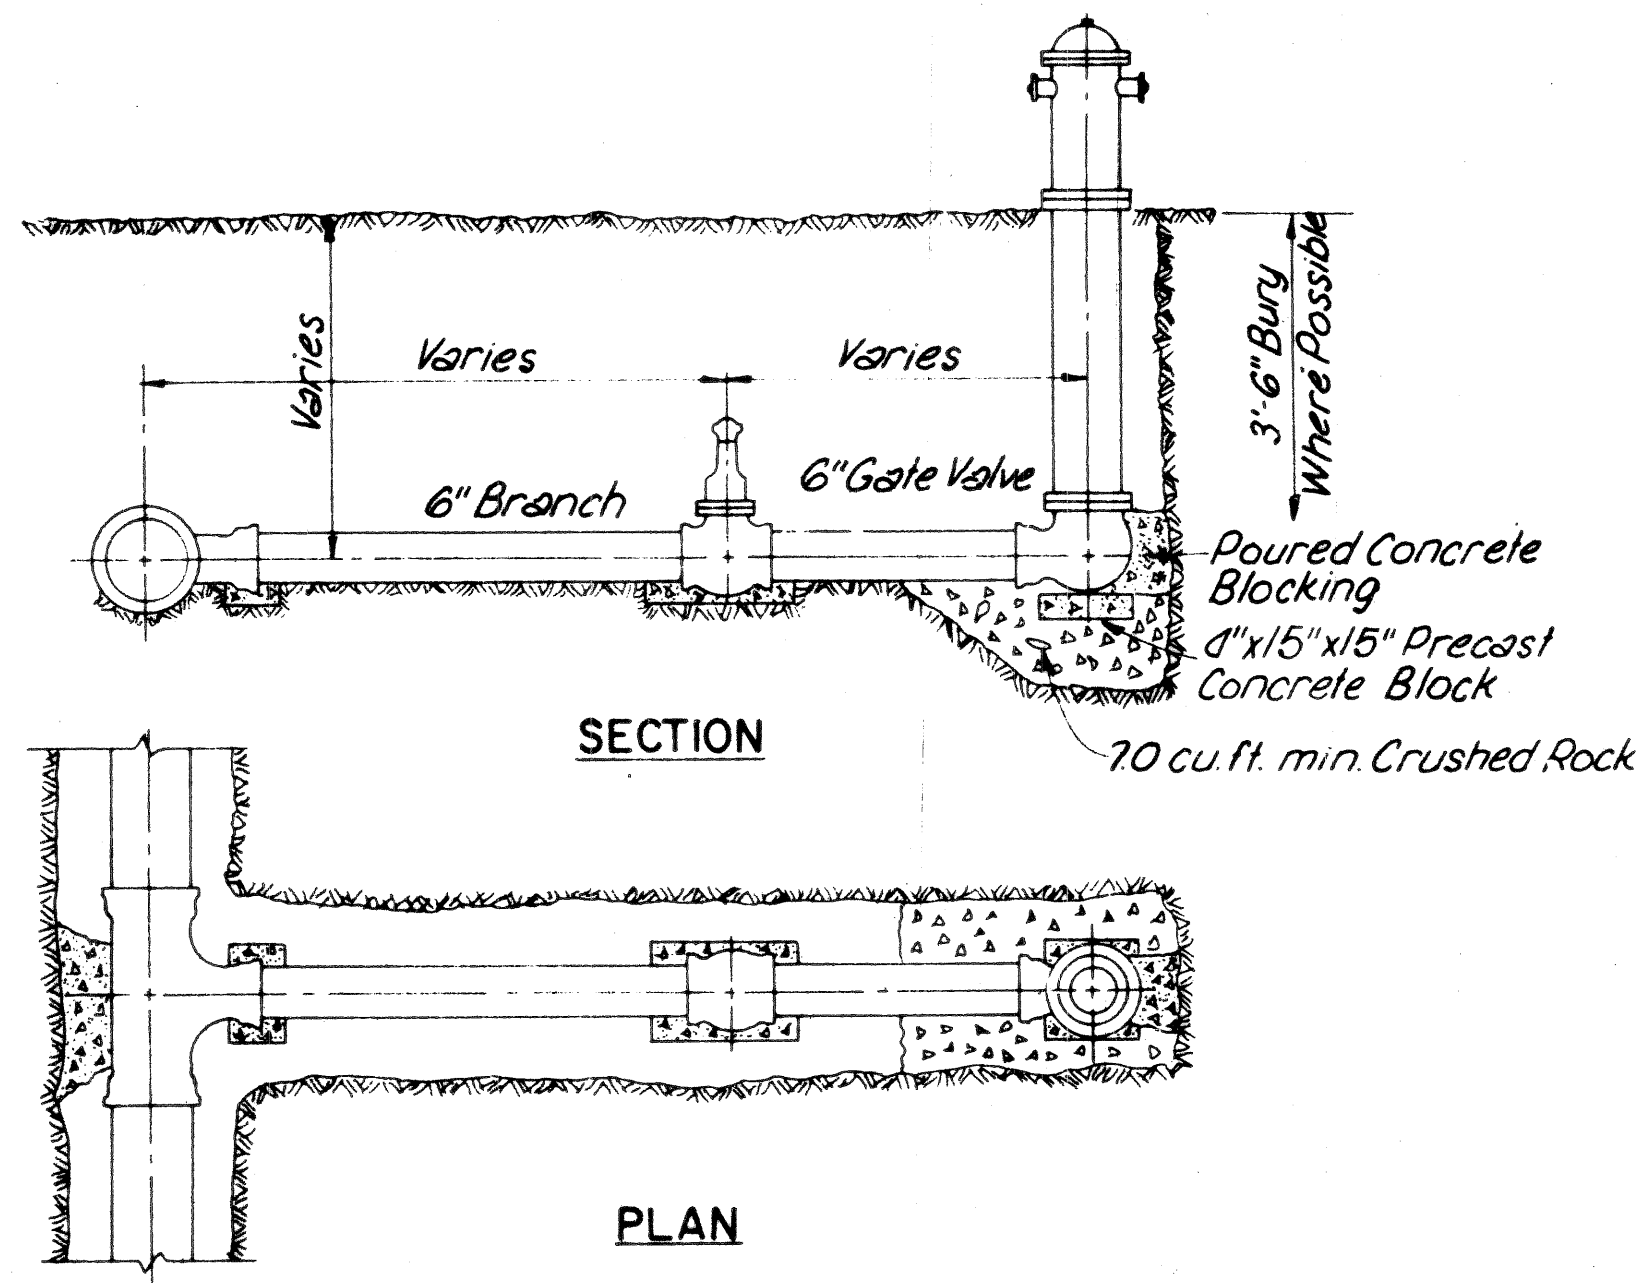 Varies
Varies
Varies
3'-6" Bury
Where Possible
6" Branch
6" Gate Valve
Poured Concrete
Blocking
4"x15"x15" Precast
Concrete Block
7.0 cu. ft. min. Crushed Rock
SECTION
PLAN